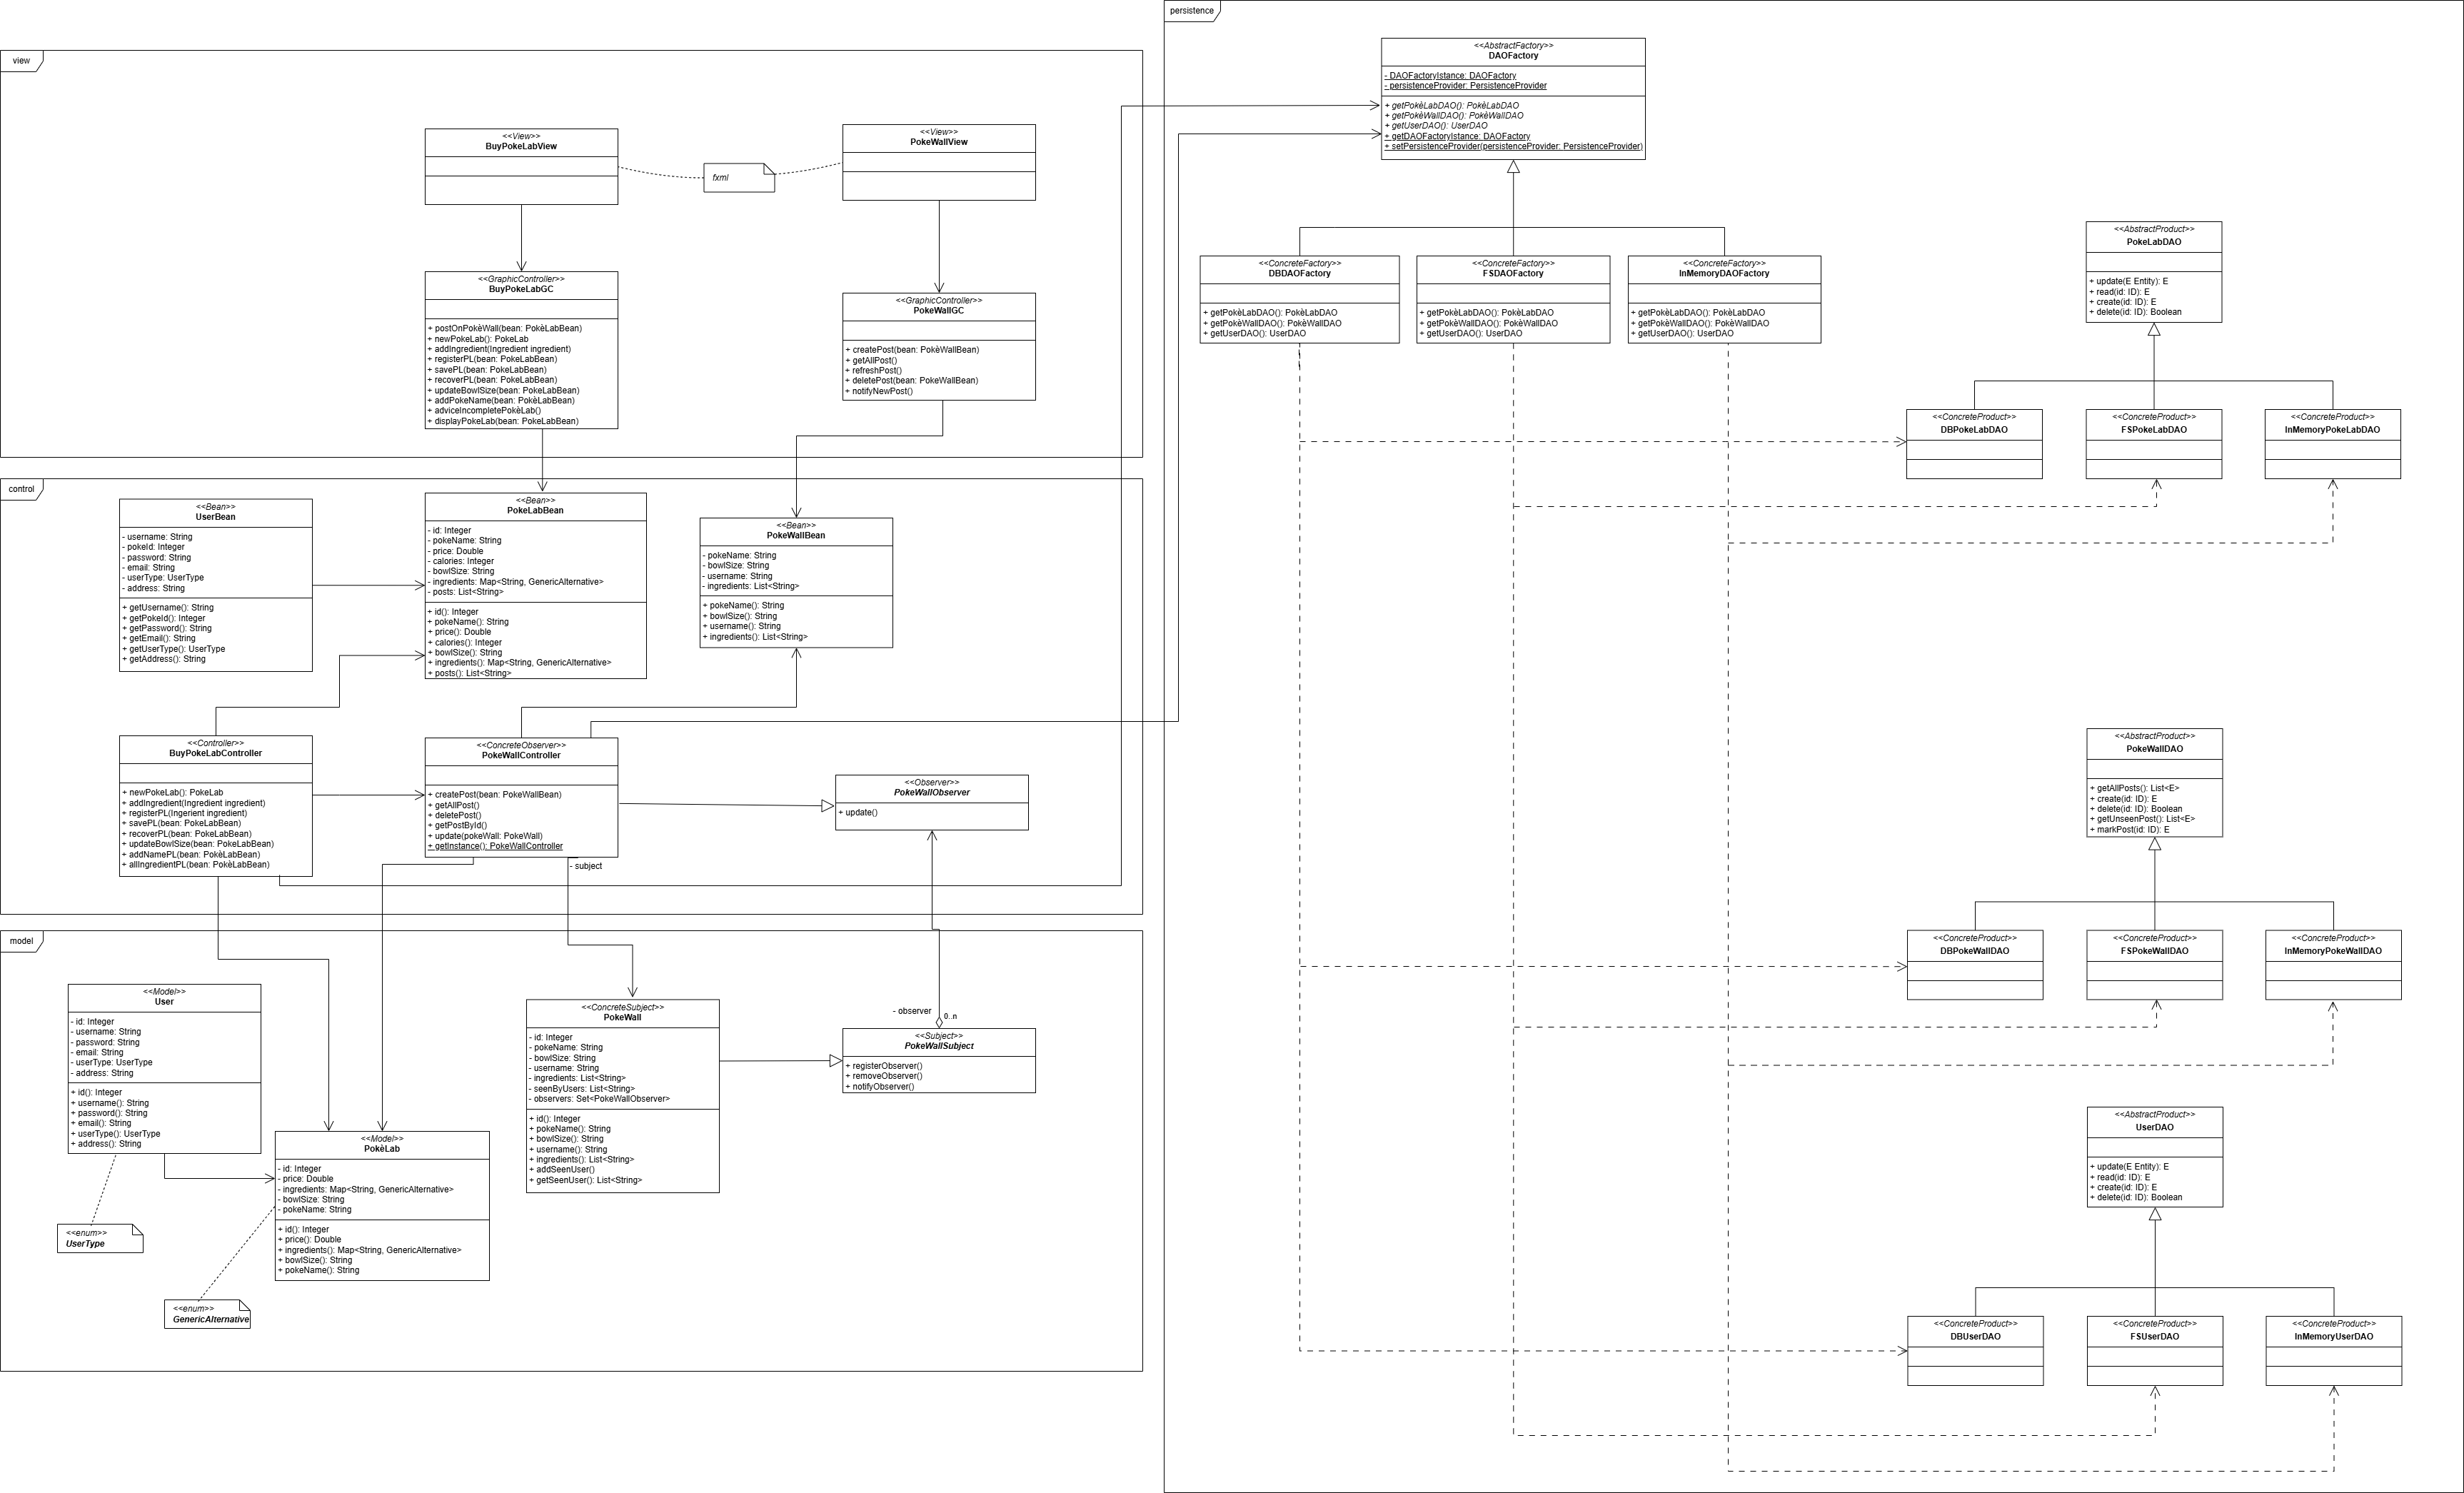 view
<<View>>
BuyPokeLabView
fxml
<<View>>
PokeWallView
<<GraphicController>>
BuyPokeLabGC
+ postOnPokèWall(bean: PokèLabBean)
+ newPokeLab(): PokeLab
+ addIngredient(Ingredient ingredient)
+ registerPL(bean: PokeLabBean)
+ savePL(bean: PokeLabBean)
+ recoverPL(bean: PokeLabBean)
+ updateBowlSize(bean: PokeLabBean)
+ addPokeName(bean: PokèLabBean)
+ adviceIncompletePokèLab()
+ displayPokeLab(bean: PokeLabBean)
<<GraphicController>>
PokeWallGC
+ createPost(bean: PokèWallBean)
+ getAllPost()
+ refreshPost()
+ deletePost(bean: PokeWallBean)
+ notifyNewPost()
control
<<Bean>>
UserBean
- username: String
- pokeId: Integer
- password: String
- email: String
- userType: UserType
- address: String
+ getUsername(): String
+ getPokeId(): Integer
+ getPassword(): String
+ getEmail(): String
+ getUserType(): UserType
+ getAddress(): String
<<Bean>>
PokeLabBean
- id: Integer
- pokeName: String
- price: Double
- calories: Integer
- bowlSize: String
- ingredients: Map<String, GenericAlternative>
- posts: List<String>
+ id(): Integer
+ pokeName(): String
+ price(): Double
+ calories(): Integer
+ bowlSize(): String
+ ingredients(): Map<String, GenericAlternative>
+ posts(): List<String>
<<Bean>>
PokeWallBean
- pokeName: String
- bowlSize: String
- username: String
- ingredients: List<String>
+ pokeName(): String
+ bowlSize(): String
+ username(): String
+ ingredients(): List<String>
<<Controller>>
BuyPokeLabController
+ newPokeLab(): PokeLab
+ addIngredient(Ingredient ingredient)
+ registerPL(Ingerient ingredient)
+ savePL(bean: PokeLabBean)
+ recoverPL(bean: PokeLabBean)
+ updateBowlSize(bean: PokeLabBean)
+ addNamePL(bean: PokèLabBean)
+ allIngredientPL(bean: PokèLabBean)
<<ConcreteObserver>>
PokeWallController
+ createPost(bean: PokeWallBean)
+ getAllPost()
+ deletePost()
+ getPostById()
+ update(pokeWall: PokeWall)
+ getInstance(): PokeWallController
- subject
<<Observer>>
PokeWallObserver
+ update()
model
<<Model>>
User
- id: Integer
- username: String
- password: String
- email: String
- userType: UserType
- address: String
+ id(): Integer
+ username(): String
+ password(): String
+ email(): String
+ userType(): UserType
+ address(): String
<<enum>>
UserType
<<Model>>
PokèLab
- id: Integer
- price: Double
- ingredients: Map<String, GenericAlternative>
- bowlSize: String
- pokeName: String
+ id(): Integer
+ price(): Double
+ ingredients(): Map<String, GenericAlternative>
+ bowlSize(): String
+ pokeName(): String
<<enum>>
GenericAlternative
<<ConcreteSubject>>
PokeWall
- id: Integer
- pokeName: String
- bowlSize: String
- username: String
- ingredients: List<String>
- seenByUsers: List<String>
- observers: Set<PokeWallObserver>
+ id(): Integer
+ pokeName(): String
+ bowlSize(): String
+ username(): String
+ ingredients(): List<String>
+ addSeenUser()
+ getSeenUser(): List<String>
- observer
0..n
<<Subject>>
PokeWallSubject
+ registerObserver()
+ removeObserver()
+ notifyObserver()
persistence
<<AbstractFactory>>
DAOFactory
- DAOFactoryIstance: DAOFactory
- persistenceProvider: PersistenceProvider
+ getPokèLabDAO(): PokèLabDAO
+ getPokèWallDAO(): PokèWallDAO
+ getUserDAO(): UserDAO
+ getDAOFactoryIstance: DAOFactory
+ setPersistenceProvider(persistenceProvider: PersistenceProvider)
<<ConcreteFactory>>
DBDAOFactory
+ getPokèLabDAO(): PokèLabDAO
+ getPokèWallDAO(): PokèWallDAO
+ getUserDAO(): UserDAO
<<ConcreteFactory>>
FSDAOFactory
+ getPokèLabDAO(): PokèLabDAO
+ getPokèWallDAO(): PokèWallDAO
+ getUserDAO(): UserDAO
<<ConcreteFactory>>
InMemoryDAOFactory
+ getPokèLabDAO(): PokèLabDAO
+ getPokèWallDAO(): PokèWallDAO
+ getUserDAO(): UserDAO
<<AbstractProduct>>
PokeLabDAO
+ update(E Entity): E
+ read(id: ID): E
+ create(id: ID): E
+ delete(id: ID): Boolean
<<ConcreteProduct>>
DBPokeLabDAO
<<ConcreteProduct>>
FSPokeLabDAO
<<ConcreteProduct>>
InMemoryPokeLabDAO
<<AbstractProduct>>
PokeWallDAO
+ getAllPosts(): List<E>
+ create(id: ID): E
+ delete(id: ID): Boolean
+ getUnseenPost(): List<E>
+ markPost(id: ID): E
<<ConcreteProduct>>
DBPokeWallDAO
<<ConcreteProduct>>
FSPokeWallDAO
<<ConcreteProduct>>
InMemoryPokeWallDAO
<<AbstractProduct>>
UserDAO
+ update(E Entity): E
+ read(id: ID): E
+ create(id: ID): E
+ delete(id: ID): Boolean
<<ConcreteProduct>>
DBUserDAO
<<ConcreteProduct>>
FSUserDAO
<<ConcreteProduct>>
InMemoryUserDAO